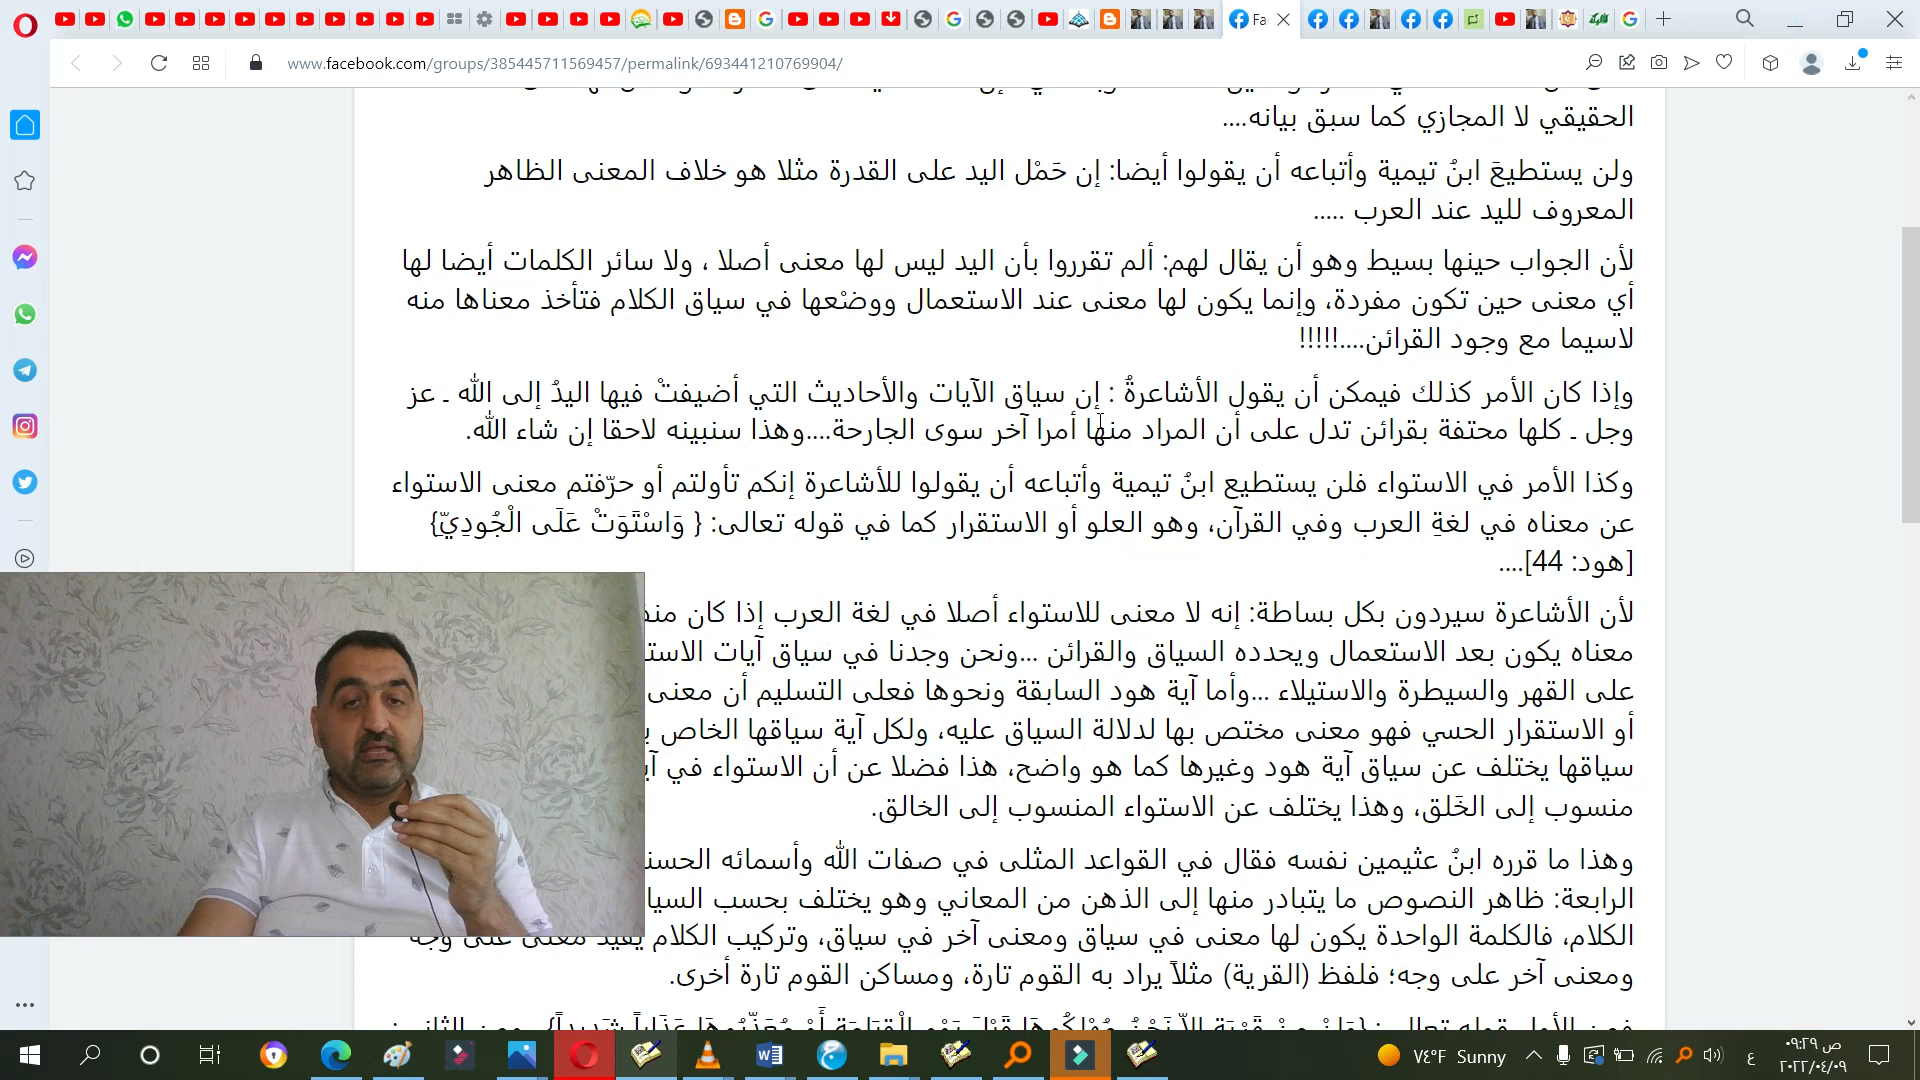 Fa
www.facebook.com/groups/385445711569457/permalink/693441210769904/
الحقيقي لا المجازي كما سبق بيانه....
ولن يستطيعَ ابنُ تيمية وأتباعه أن يقولوا أيضا: إن حَمْل اليد على القدرة مثلا هو خلاف المعنى الظاهر
المعروف لليد عند العرب .....
لأن الجواب حينها بسيط وهو أن يقال لهم: ألم تقرروا بأن اليد ليس لها معنى أصلا ، ولا سائر الكلمات أيضا لها
أي معنى حين تكون مفردة، وإنما يكون لها معنى عند الاستعمال ووضْعها في سياق الكلام فتأخذ معناها منه
لاسيما مع وجود القرائن....!!!!!
وإذا كان الأمر كذلك فيمكن أن يقول الأشاعرةُ : إن سياق الآيات والأحاديث التي أضيفتْ فيها اليدُ إلى الله ـ عز
وجل ـ كلها محتفة بقرائن تدل على أن المراد منها أمرا آخر سوى الجارحة....وهذا سنبينه لاحقا إن شاء الله.
وكذا الأمر في الاستواء فلن يستطيع ابنُ تيمية وأتباعه أن يقولوا للأشاعرة إنكم تأولتم أو حرّفتم معنى الاستواء
عن معناه في لغةِ العرب وفي القرآن، وهو العلو أو الاستقرار كما في قوله تعالى: { وَاسْتَوَتْ عَلَى الْجُودِيِّ}
[هود: 44]....
لأن الأشاعرة سيردون بكل بساطة: إنه لا معنى للاستواء أصلا في لغة العرب إذا كان
معناه يكون بعد الاستعمال ويحدده السياق والقرائن ...ونحن وجدنا في سياق آيات
على القهر والسيطرة والاستيلاء ...وأما آية هود السابقة ونحوها فعلى التسليم أن معنى
أو الاستقرار الحسي فهو معنى مختص بها لدلالة السياق عليه، ولكل آية سياقها الخاص
سياقها يختلف عن سياق آية هود وغيرها كما هو واضح، هذا فضلا عن أن الاستواء في
منسوب إلى الخَلق، وهذا يختلف عن الاستواء المنسوب إلى الخالق.
وهذا ما قرره ابنُ عثيمين نفسه فقال في القواعد المثلى في صفات الله وأسمائه
الرابعة: ظاهر النصوص ما يتبادر منها إلى الذهن من المعاني وهو يختلف بحسب
الكلام، فالكلمة الواحدة يكون لها معنى في سياق ومعنى آخر في سياق، وتركيب الكلام يفيد معنى على وجه
ومعنى آخر على وجه؛ فلفظ (القرية) مثلاً يراد به القوم تارة، ومساكن القوم تارة أخرى.
٧٤°F Sunny
ع
٠٩:٢٩ ص
٢٠٢٢/٠٤/٠٩